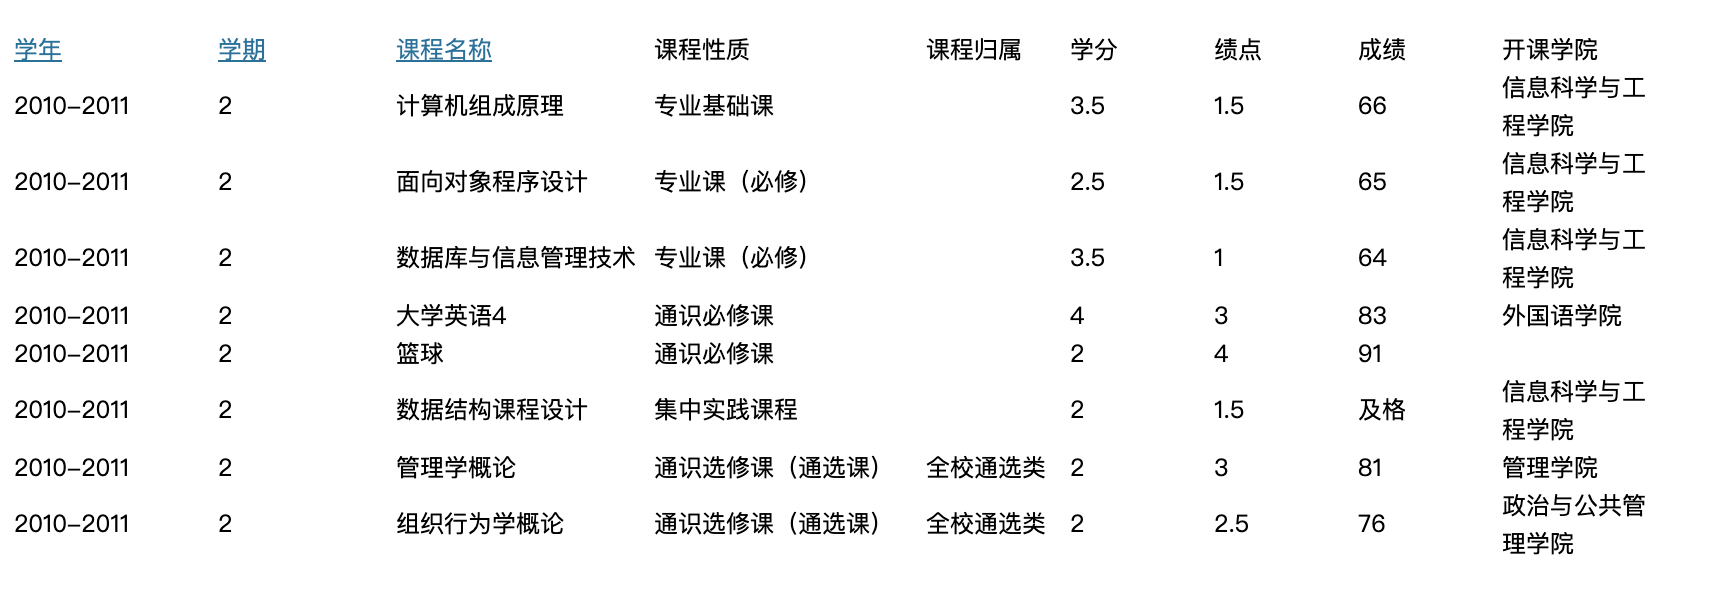 学年 学期 课程名称 课程性质 课程归属 学分 绩点 成绩 开课学院
2010-2011 2 计算机组成原理 专业基础课 3.5 1.5 66 信息科学与工
程学院
2010-2011 2 面向对象程序设计 专业课（必修） 2.5 1.5 65 信息科学与工
程学院
2010-2011 2 数据库与信息管理技术 专业课（必修） 3.5 1 64 信息科学与工
程学院
2010-2011 2 大学英语4 通识必修课 4 3 83 外国语学院
2010-2011 2 篮球 通识必修课 2 4 91
2010-2011 2 数据结构课程设计 集中实践课程 2 1.5 及格 信息科学与工
程学院
2010-2011 2 管理学概论 通识选修课（通选课） 全校通选类 2 3 81 管理学院
2010-2011 2 组织行为学概论 通识选修课（通选课） 全校通选类 2 2.5 76 政治与公共管
理学院